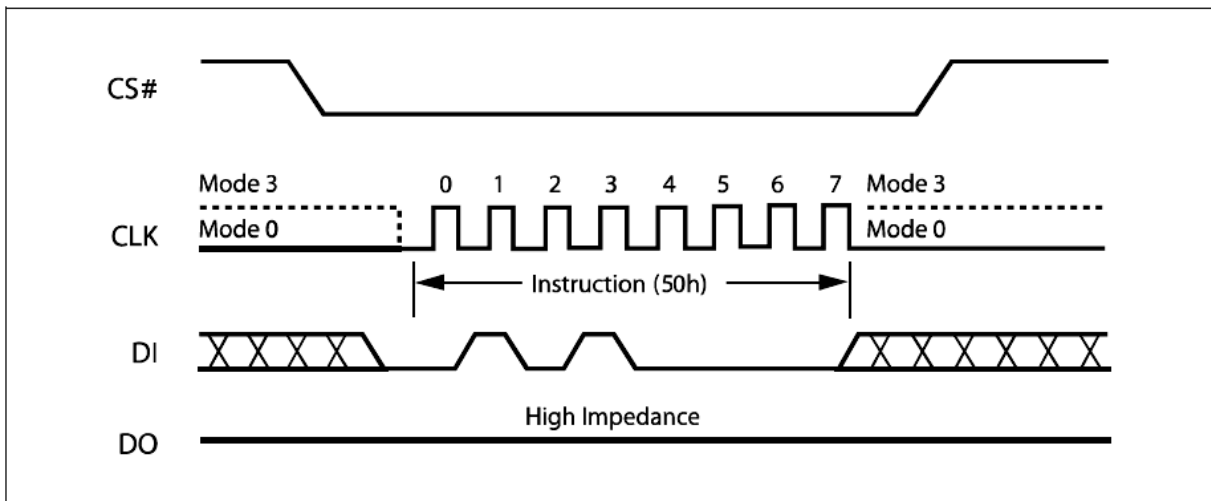 CS#
Mode 3 0 1 2 3 4 5 6 7 Mode 3
CLK Mode 0 Mode 0
Instruction (50h)
DI
High Impedance
DO